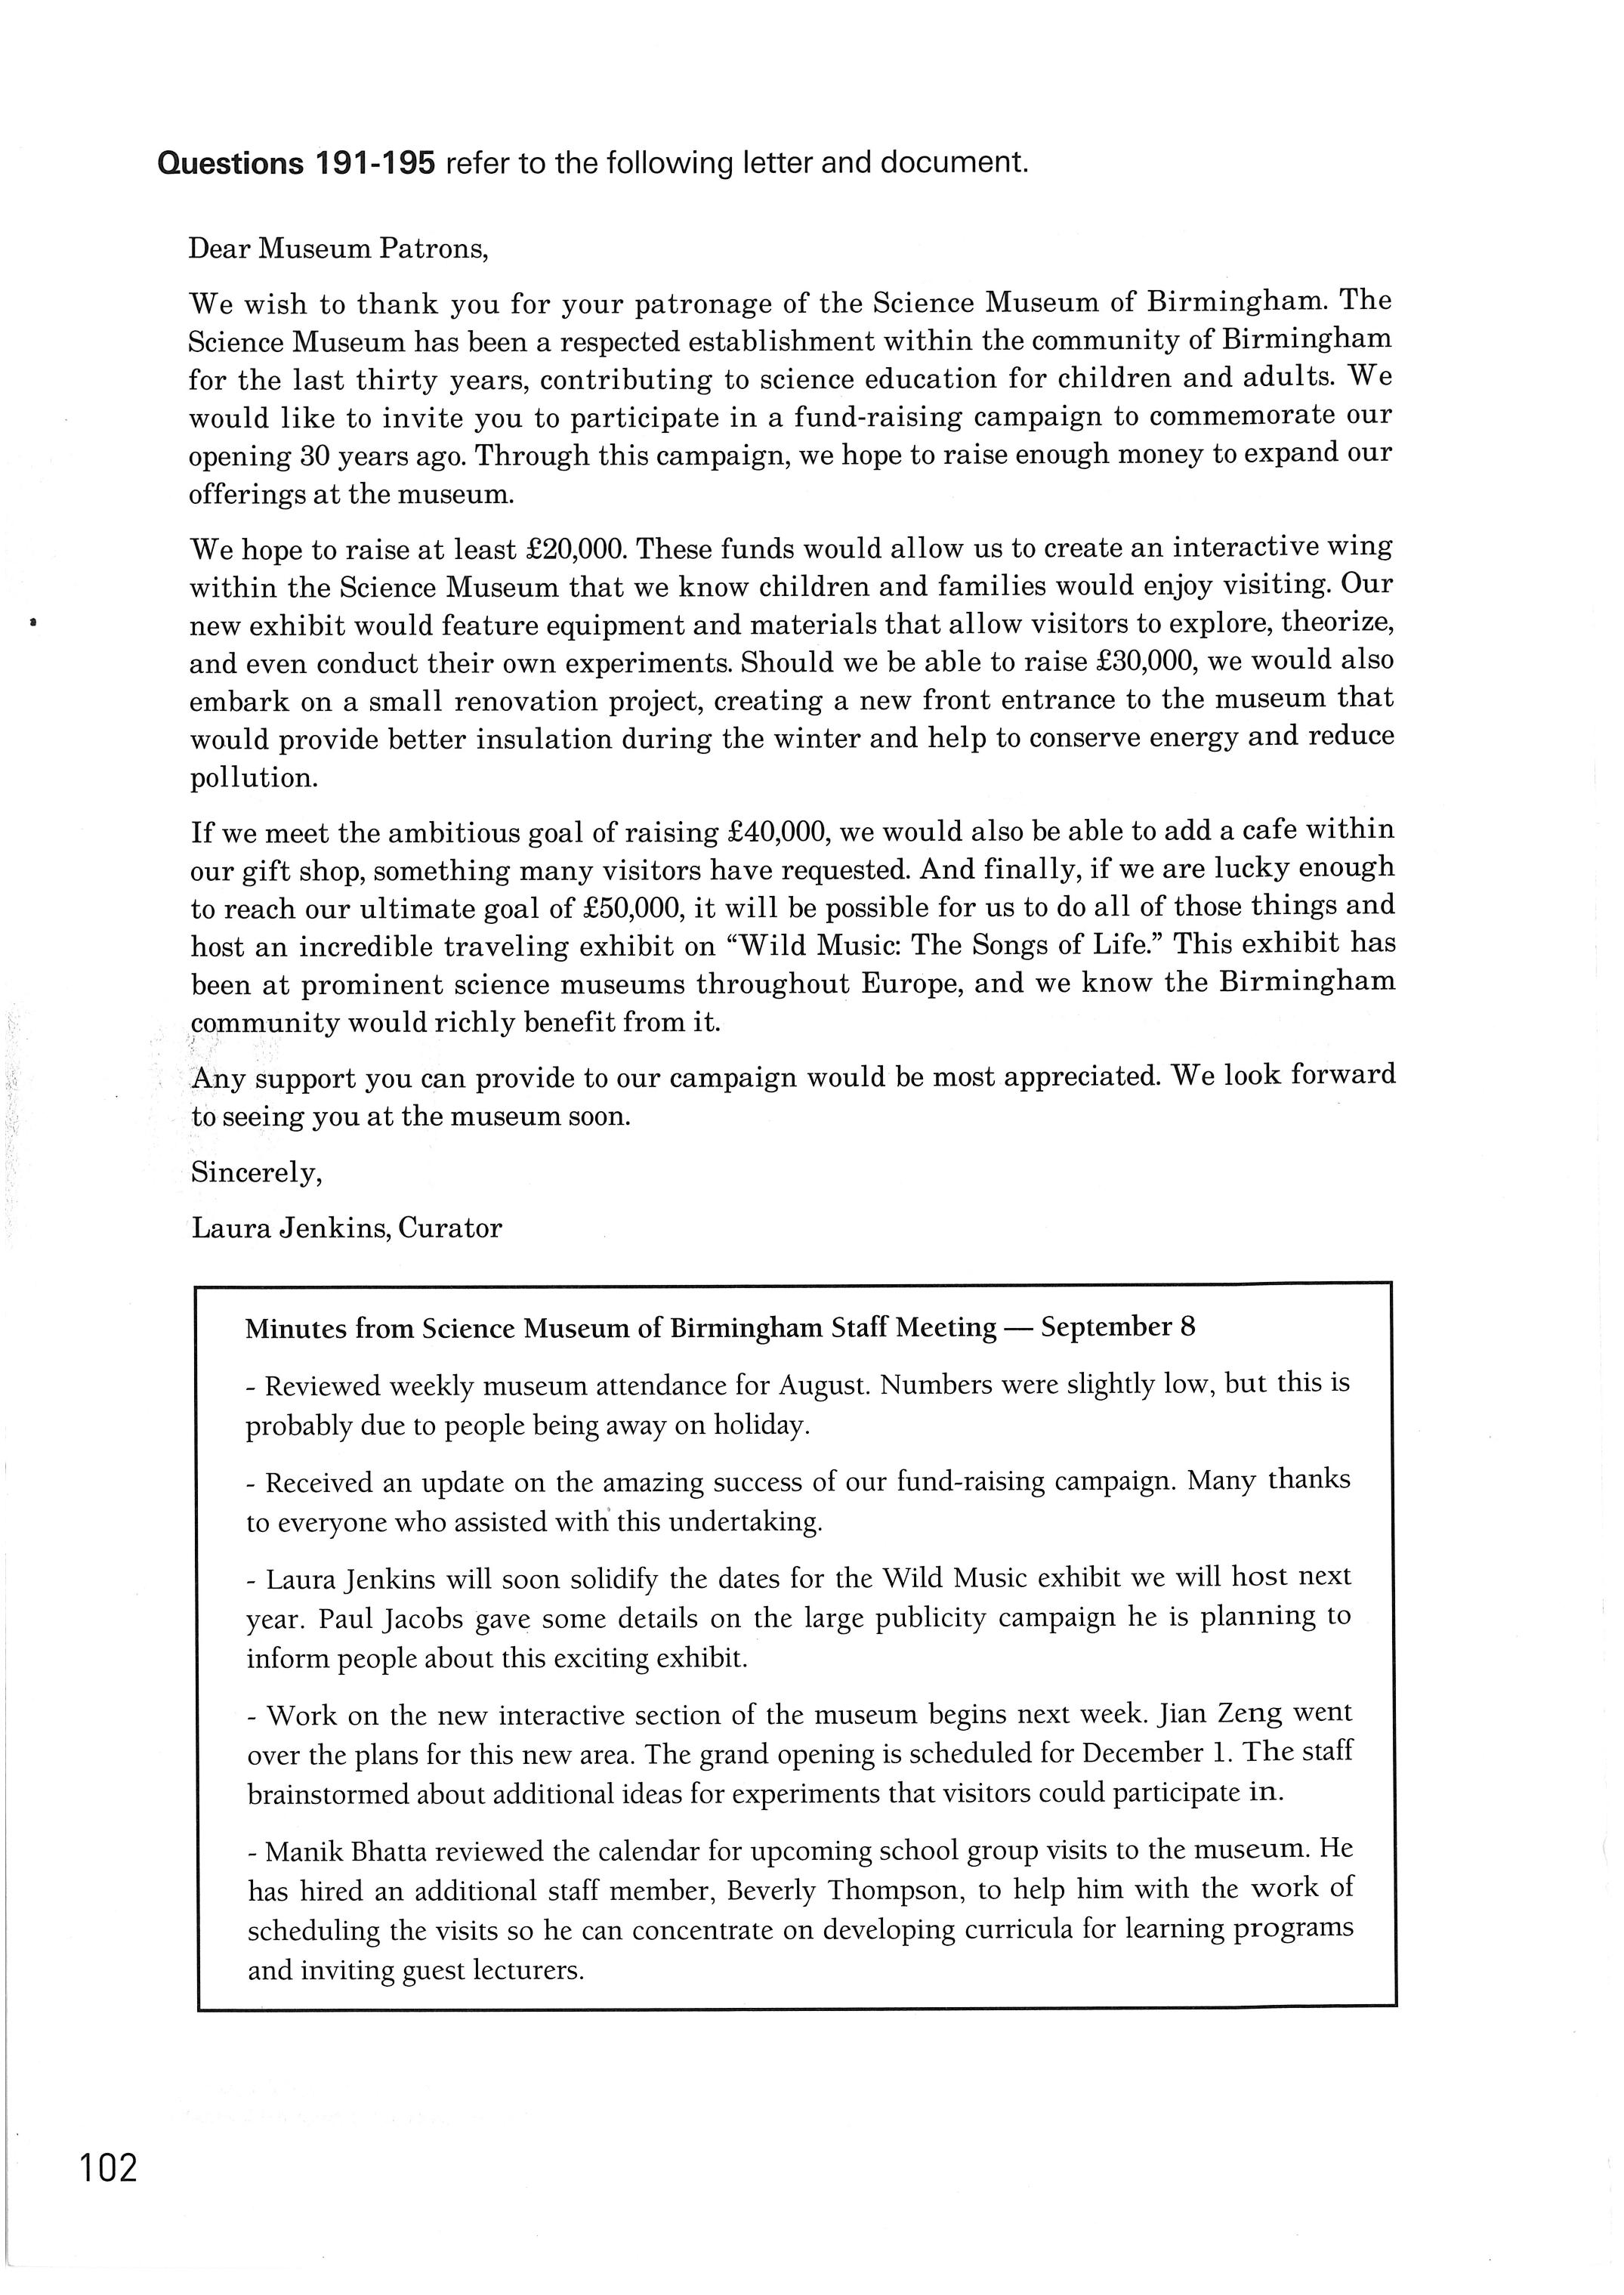 Questions 191-195 refer to the following letter and document.
Dear Museum Patrons,
We wish to thank you for your patronage of the Science Museum of Birmingham. The
Science Museum has been a respected establishment within the community of Birmingham
for the last thirty years, contributing to science education for children and adults. We
would like to invite you to participate in a fund-raising campaign to commemorate our
opening 30 years ago. Through this campaign, we hope to raise enough money to expand our
offerings at the museum.
We hope to raise at least £20,000. These funds would allow us to create an interactive wing
within the Science Museum that we know children and families would enjoy visiting. Our
new exhibit would feature equipment and materials that allow visitors to explore, theorize,
and even conduct their own experiments. Should we be able to raise £30,000, we would also
embark on a small renovation project, creating a new front entrance to the museum that
would provide better insulation during the winter and help to conserve energy and reduce
pollution.
If we meet the ambitious goal of raising £40,000, we would also be able to add a cafe within
our gift shop, something many visitors have requested. And finally, if we are lucky enough
to reach our ultimate goal of £50,000, it will be possible for us to do all of those things and
host an incredible traveling exhibit on “Wild Music: The Songs of Life.” This exhibit has
been at prominent science museums throughout Europe, and we know the Birmingham
community would richly benefit from it.
Any support you can provide to our campaign would be most appreciated. We look forward
to seeing you at the museum soon.
Sincerely,
Laura Jenkins, Curator
Minutes from Science Museum of Birmingham Staff Meeting — September 8
- Reviewed weekly museum attendance for August. Numbers were slightly low, but this is
probably due to people being away on holiday.
- Received an update on the amazing success of our fund-raising campaign. Many thanks
to everyone who assisted with this undertaking.
- Laura Jenkins will soon solidify the dates for the Wild Music exhibit we will host next
year. Paul Jacobs gave some details on the large publicity campaign he is planning to
inform people about this exciting exhibit.
- Work on the new interactive section of the museum begins next week. Jian Zeng went
over the plans for this new area. The grand opening is scheduled for December 1. The staff
brainstormed about additional ideas for experiments that visitors could participate in.
- Manik Bhatta reviewed the calendar for upcoming school group visits to the museum. He
has hired an additional staff member, Beverly Thompson, to help him with the work of
scheduling the visits so he can concentrate on developing curricula for learning programs
and inviting guest lecturers.
102